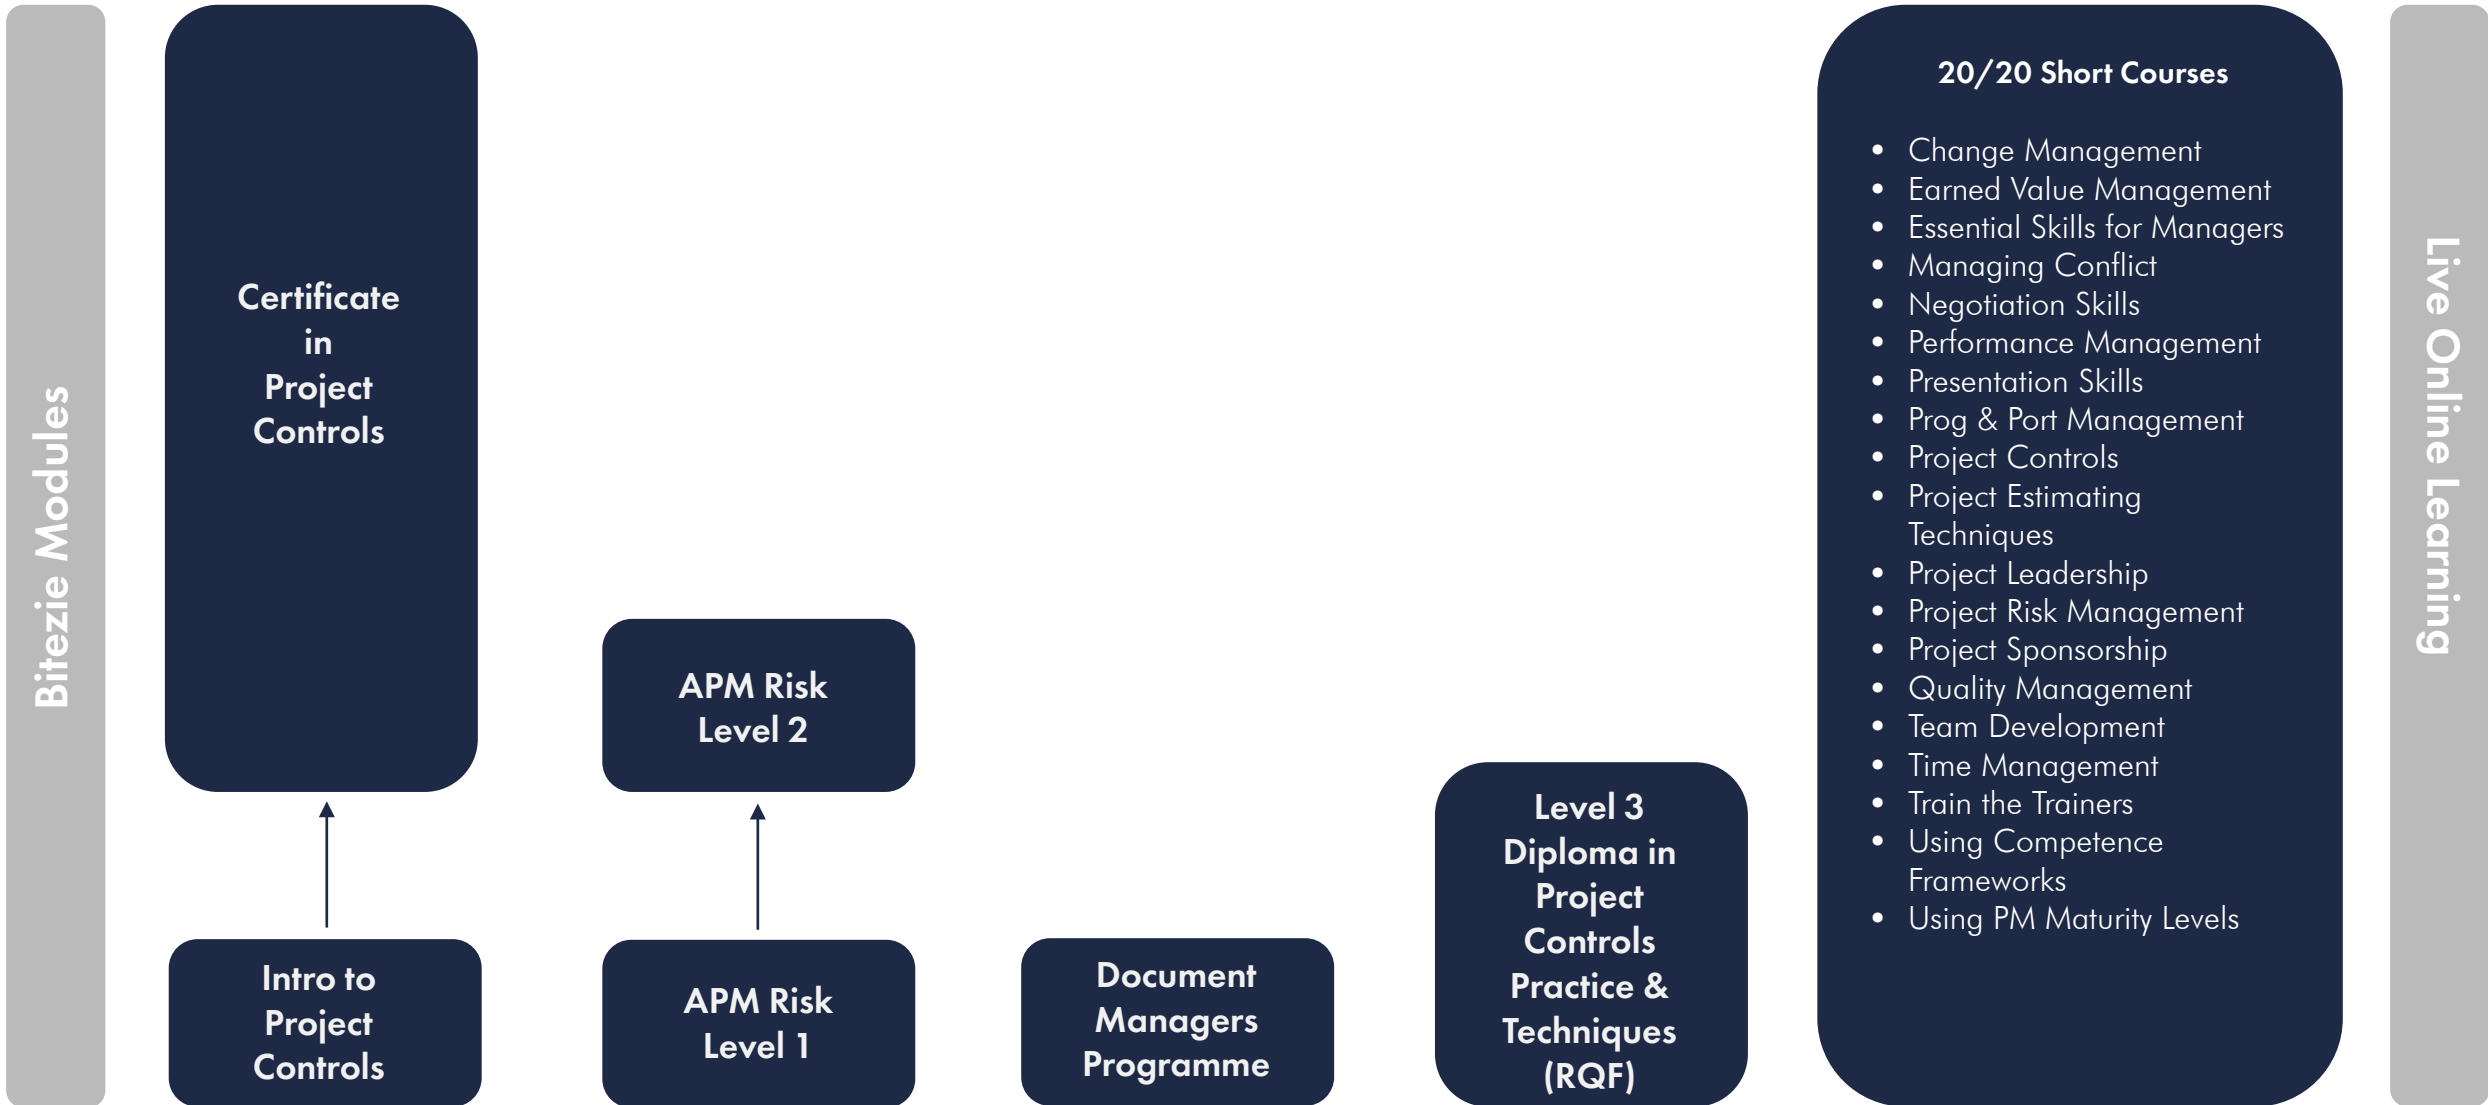 Bitezie Modules
Certificate
in
Project
Controls
Intro to
Project
Controls
APM Risk
Level 2
APM Risk
Level 1
Document
Managers
Programme
Level 3
Diploma in
Project
Controls
Practice &
Techniques
(RQF)
20/20 Short Courses
• Change Management
• Earned Value Management
• Essential Skills for Managers
• Managing Conflict
• Negotiation Skills
• Performance Management
• Presentation Skills
• Prog & Port Management
• Project Controls
• Project Estimating
Techniques
• Project Leadership
• Project Risk Management
• Project Sponsorship
• Quality Management
• Team Development
• Time Management
• Train the Trainers
• Using Competence
Frameworks
• Using PM Maturity Levels
Live Online Learning